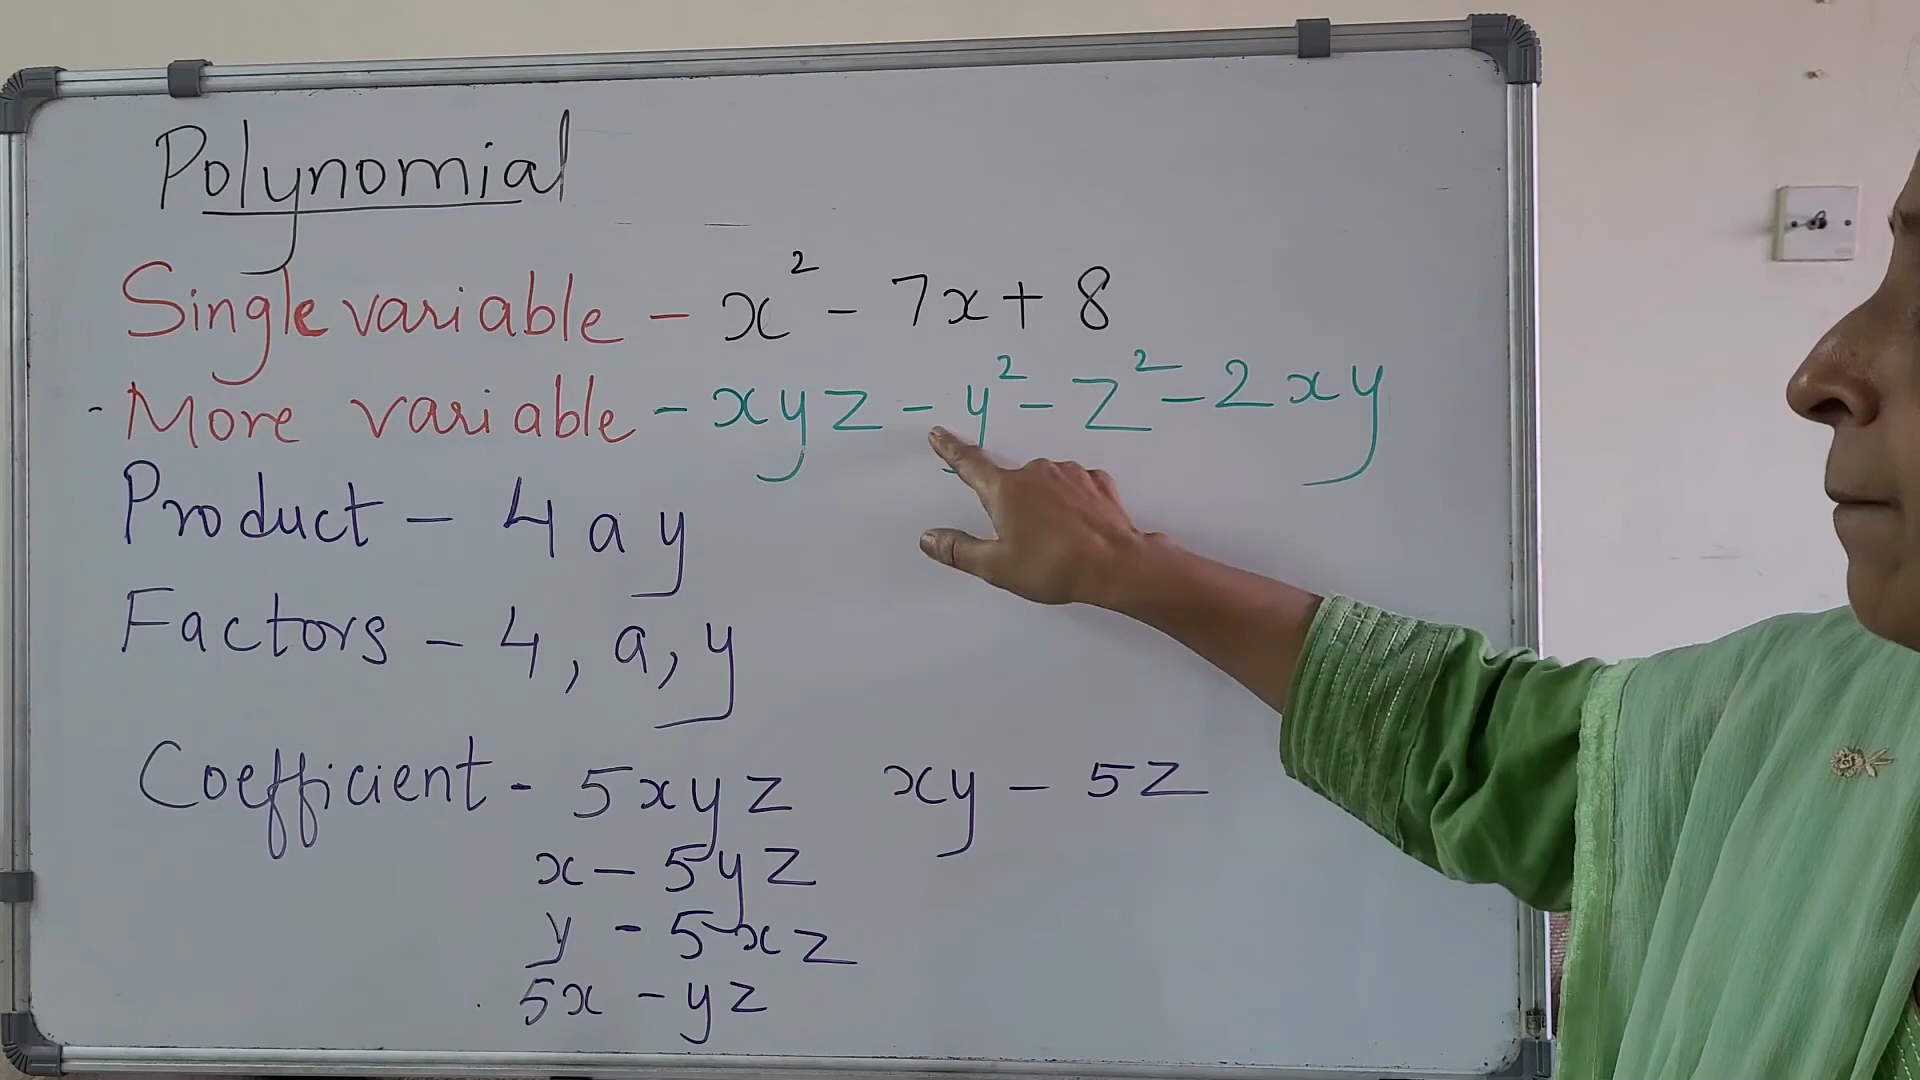 Polynomial
Single variable - x² - 7x + 8
- More variable - xyz - y² - z² - 2xy
Product - 4ay
Factors - 4, a, y
Coefficient - 5xyz xy - 5z
x - 5yz
y - 5xz
5x - yz